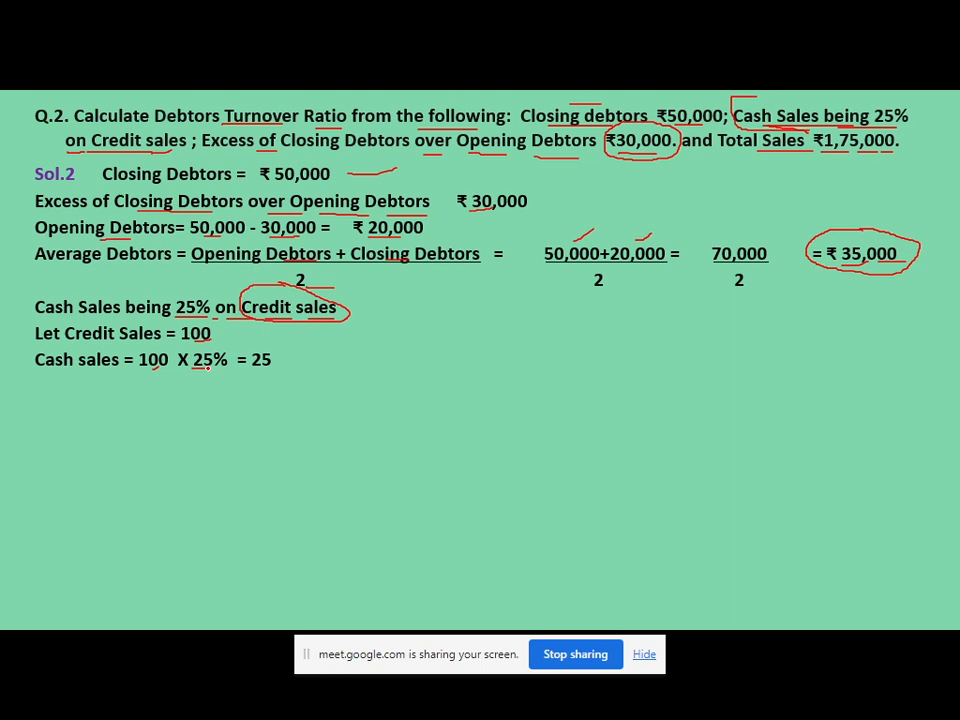 Q.2. Calculate Debtors Turnover Ratio from the following: Closing debtors ₹50,000; Cash Sales being 25%
on Credit sales ; Excess of Closing Debtors over Opening Debtors ₹30,000. and Total Sales ₹1,75,000.
Sol.2 Closing Debtors = ₹ 50,000
Excess of Closing Debtors over Opening Debtors ₹ 30,000
Opening Debtors= 50,000 - 30,000 = ₹ 20,000
Average Debtors = Opening Debtors + Closing Debtors = 50,000+20,000 = 70,000 = ₹ 35,000
2 2 2
Cash Sales being 25% on Credit sales
Let Credit Sales = 100
Cash sales = 100 X 25% = 25
meet.google.com is sharing your screen. Stop sharing Hide